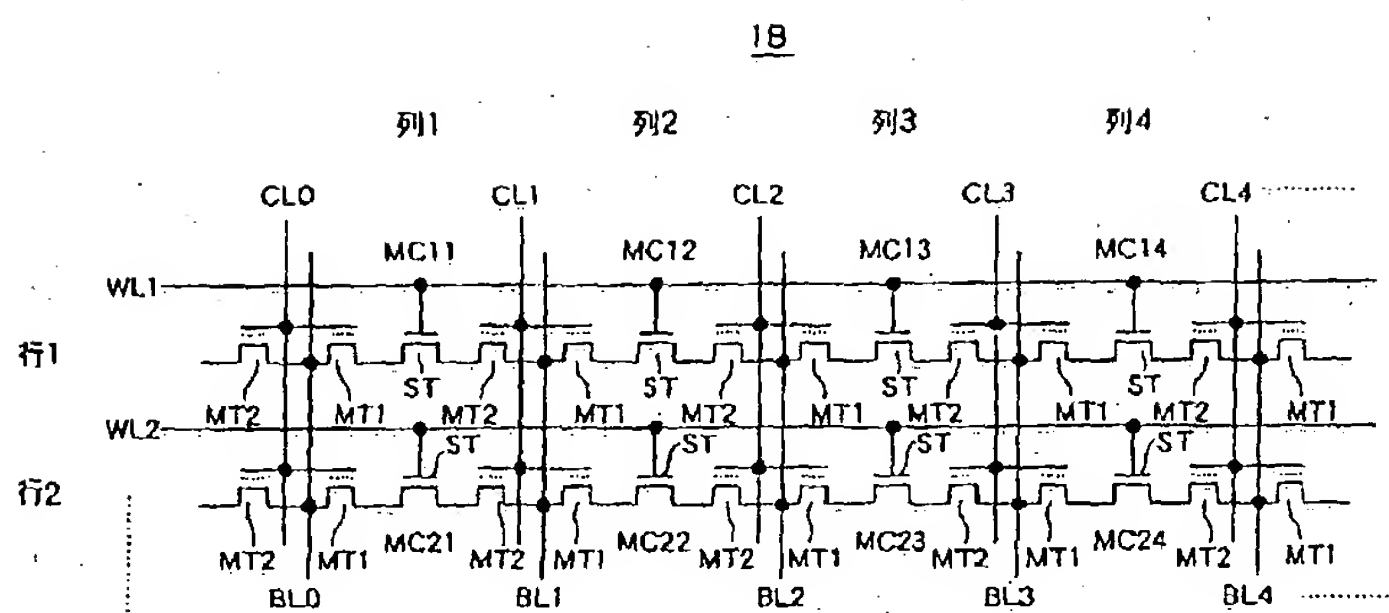 18
列1 列2 列3 列4
CL0 CL1 CL2 CL3 CL4
MC11 MC12 MC13 MC14
WL1
行1
ST ST ST ST
MT2 MT1 MT2 MT1 MT2 MT1 MT2 MT1 MT2 MT1
WL2
ST ST ST ST
行2
MC21 MC22 MC23 MC24
MT2 MT1 MT2 MT1 MT2 MT1 MT2 MT1 MT2 MT1
BL0 BL1 BL2 BL3 BL4